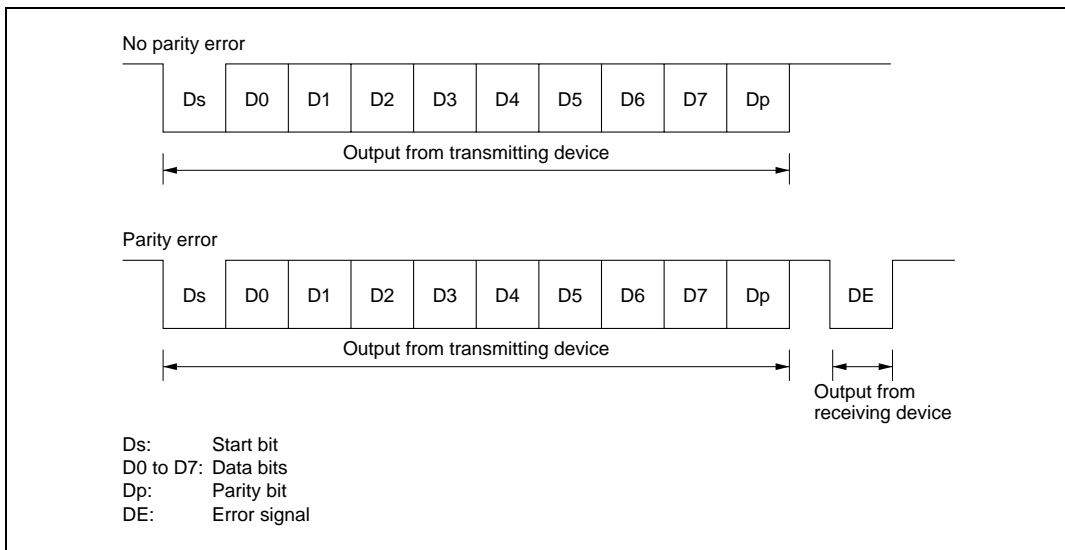 No parity error
Ds D0 D1 D2 D3 D4 D5 D6 D7 Dp
Output from transmitting device
Parity error
Ds D0 D1 D2 D3 D4 D5 D6 D7 Dp DE
Output from transmitting device
Output from
receiving device
Ds: Start bit
D0 to D7: Data bits
Dp: Parity bit
DE: Error signal